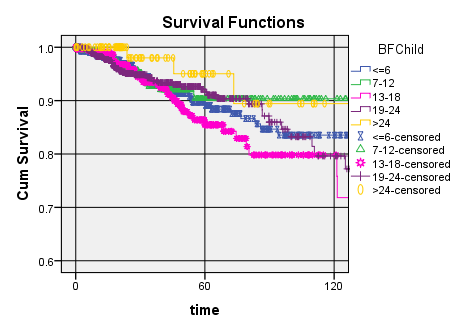 Survival Functions
BFChild
<=6
7-12
13-18
19-24
>24
<=6-censored
7-12-censored
13-18-censored
19-24-censored
>24-censored
Cum Survival
1.0
0.9
0.8
0.7
0.6
0
60
120
time